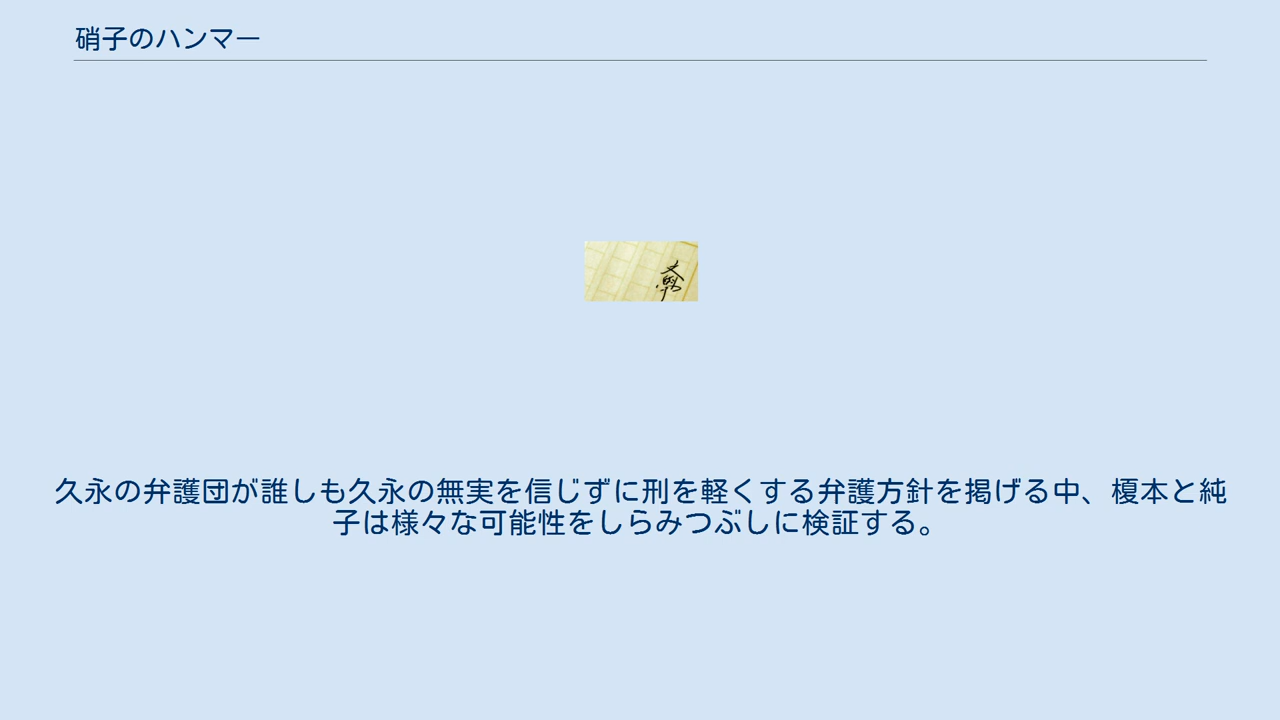 硝子のハンマー
久永の弁護団が誰しも久永の無実を信じずに刑を軽くする弁護方針を掲げる中、榎本と純
子は様々な可能性をしらみつぶしに検証する。